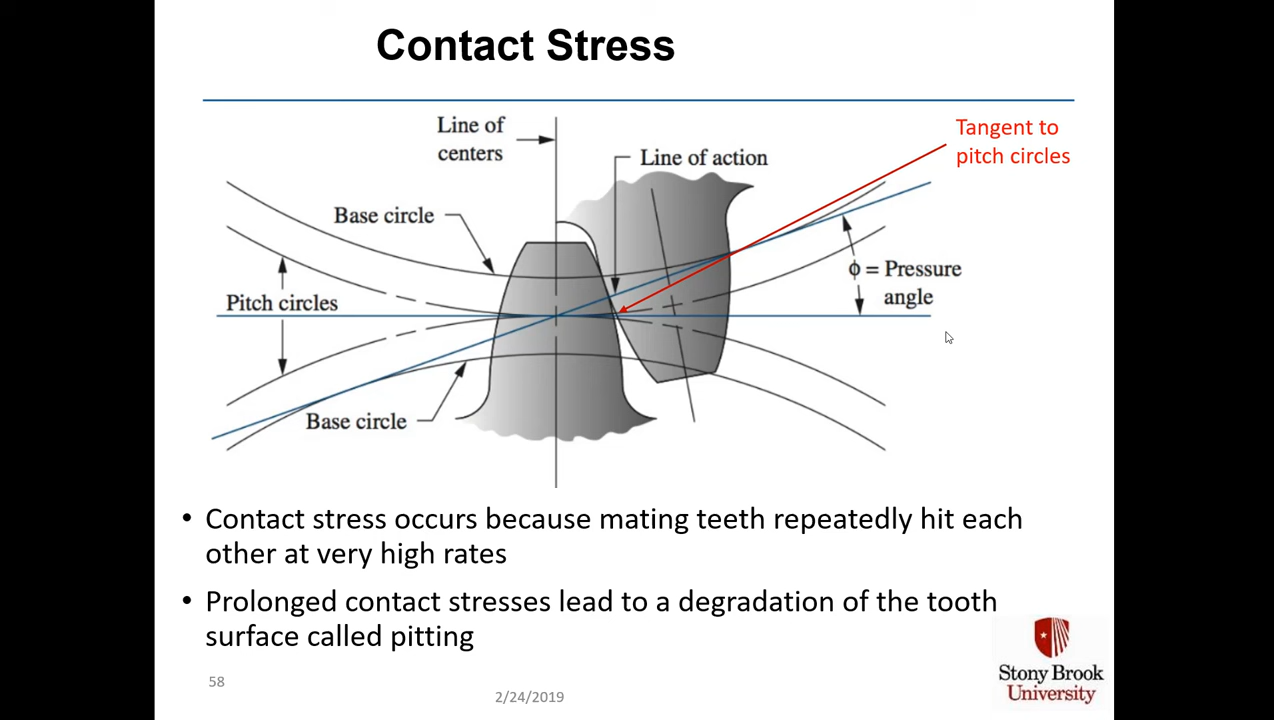 Contact Stress
Tangent to
pitch circles
Line of
centers
Line of action
Base circle
Pitch circles
ϕ = Pressure
angle
Base circle
• Contact stress occurs because mating teeth repeatedly hit each
other at very high rates
• Prolonged contact stresses lead to a degradation of the tooth
surface called pitting
58
2/24/2019
Stony Brook
University